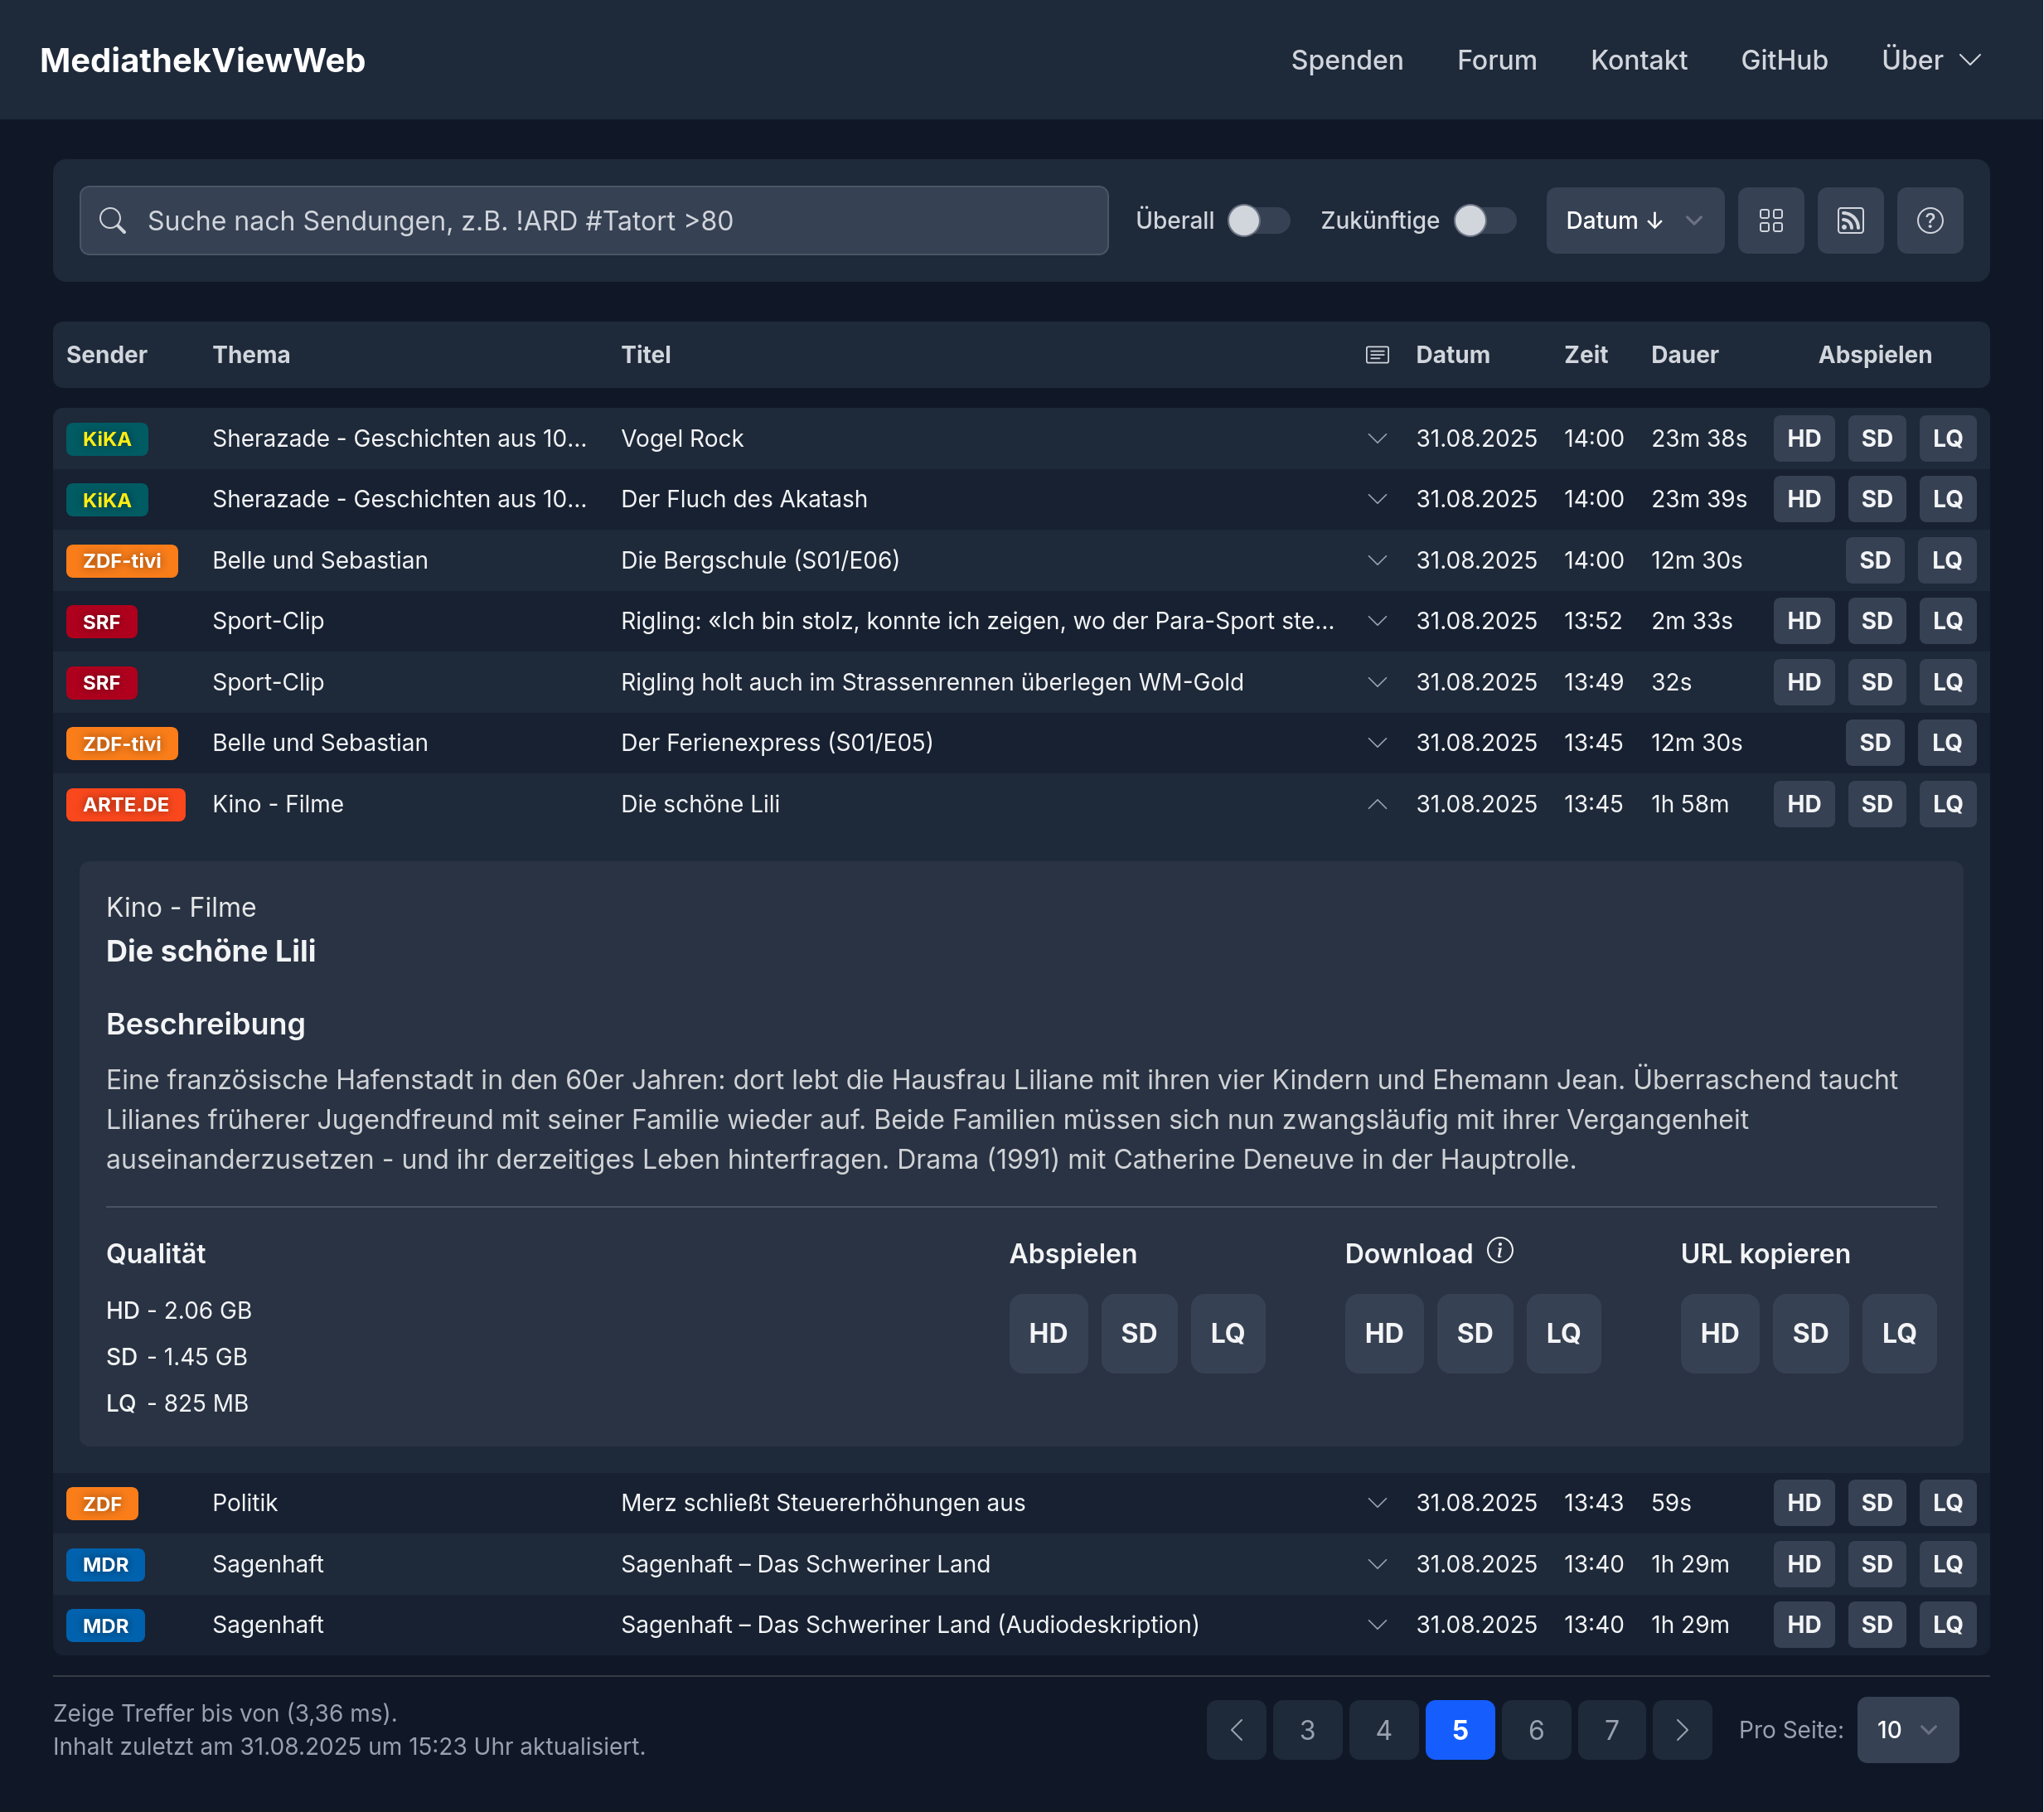 MediathekViewWeb Spenden Forum Kontakt GitHub Über
Suche nach Sendungen, z.B. !ARD #Tatort >80 Überall Zukünftige Datum ↓
Sender Thema Titel Datum Zeit Dauer Abspielen
KiKA Sherazade - Geschichten aus 10... Vogel Rock 31.08.2025 14:00 23m 38s HD SD LQ
KiKA Sherazade - Geschichten aus 10... Der Fluch des Akatash 31.08.2025 14:00 23m 39s HD SD LQ
ZDF-tivi Belle und Sebastian Die Bergschule (S01/E06) 31.08.2025 14:00 12m 30s SD LQ
SRF Sport-Clip Rigling: «Ich bin stolz, konnte ich zeigen, wo der Para-Sport ste... 31.08.2025 13:52 2m 33s HD SD LQ
SRF Sport-Clip Rigling holt auch im Strassenrennen überlegen WM-Gold 31.08.2025 13:49 32s HD SD LQ
ZDF-tivi Belle und Sebastian Der Ferienexpress (S01/E05) 31.08.2025 13:45 12m 30s SD LQ
ARTE.DE Kino - Filme Die schöne Lili 31.08.2025 13:45 1h 58m HD SD LQ
Kino - Filme
Die schöne Lili
Beschreibung
Eine französische Hafenstadt in den 60er Jahren: dort lebt die Hausfrau Liliane mit ihren vier Kindern und Ehemann Jean. Überraschend taucht
Lilianes früherer Jugendfreund mit seiner Familie wieder auf. Beide Familien müssen sich nun zwangsläufig mit ihrer Vergangenheit
auseinanderzusetzen - und ihr derzeitiges Leben hinterfragen. Drama (1991) mit Catherine Deneuve in der Hauptrolle.
Qualität Abspielen Download URL kopieren
HD - 2.06 GB
HD SD LQ HD SD LQ HD SD LQ
SD - 1.45 GB
LQ - 825 MB
ZDF Politik Merz schließt Steuererhöhungen aus 31.08.2025 13:43 59s HD SD LQ
MDR Sagenhaft Sagenhaft – Das Schweriner Land 31.08.2025 13:40 1h 29m HD SD LQ
MDR Sagenhaft Sagenhaft – Das Schweriner Land (Audiodeskription) 31.08.2025 13:40 1h 29m HD SD LQ
Zeige Treffer bis von (3,36 ms).
Inhalt zuletzt am 31.08.2025 um 15:23 Uhr aktualisiert.
3 4 5 6 7 Pro Seite: 10